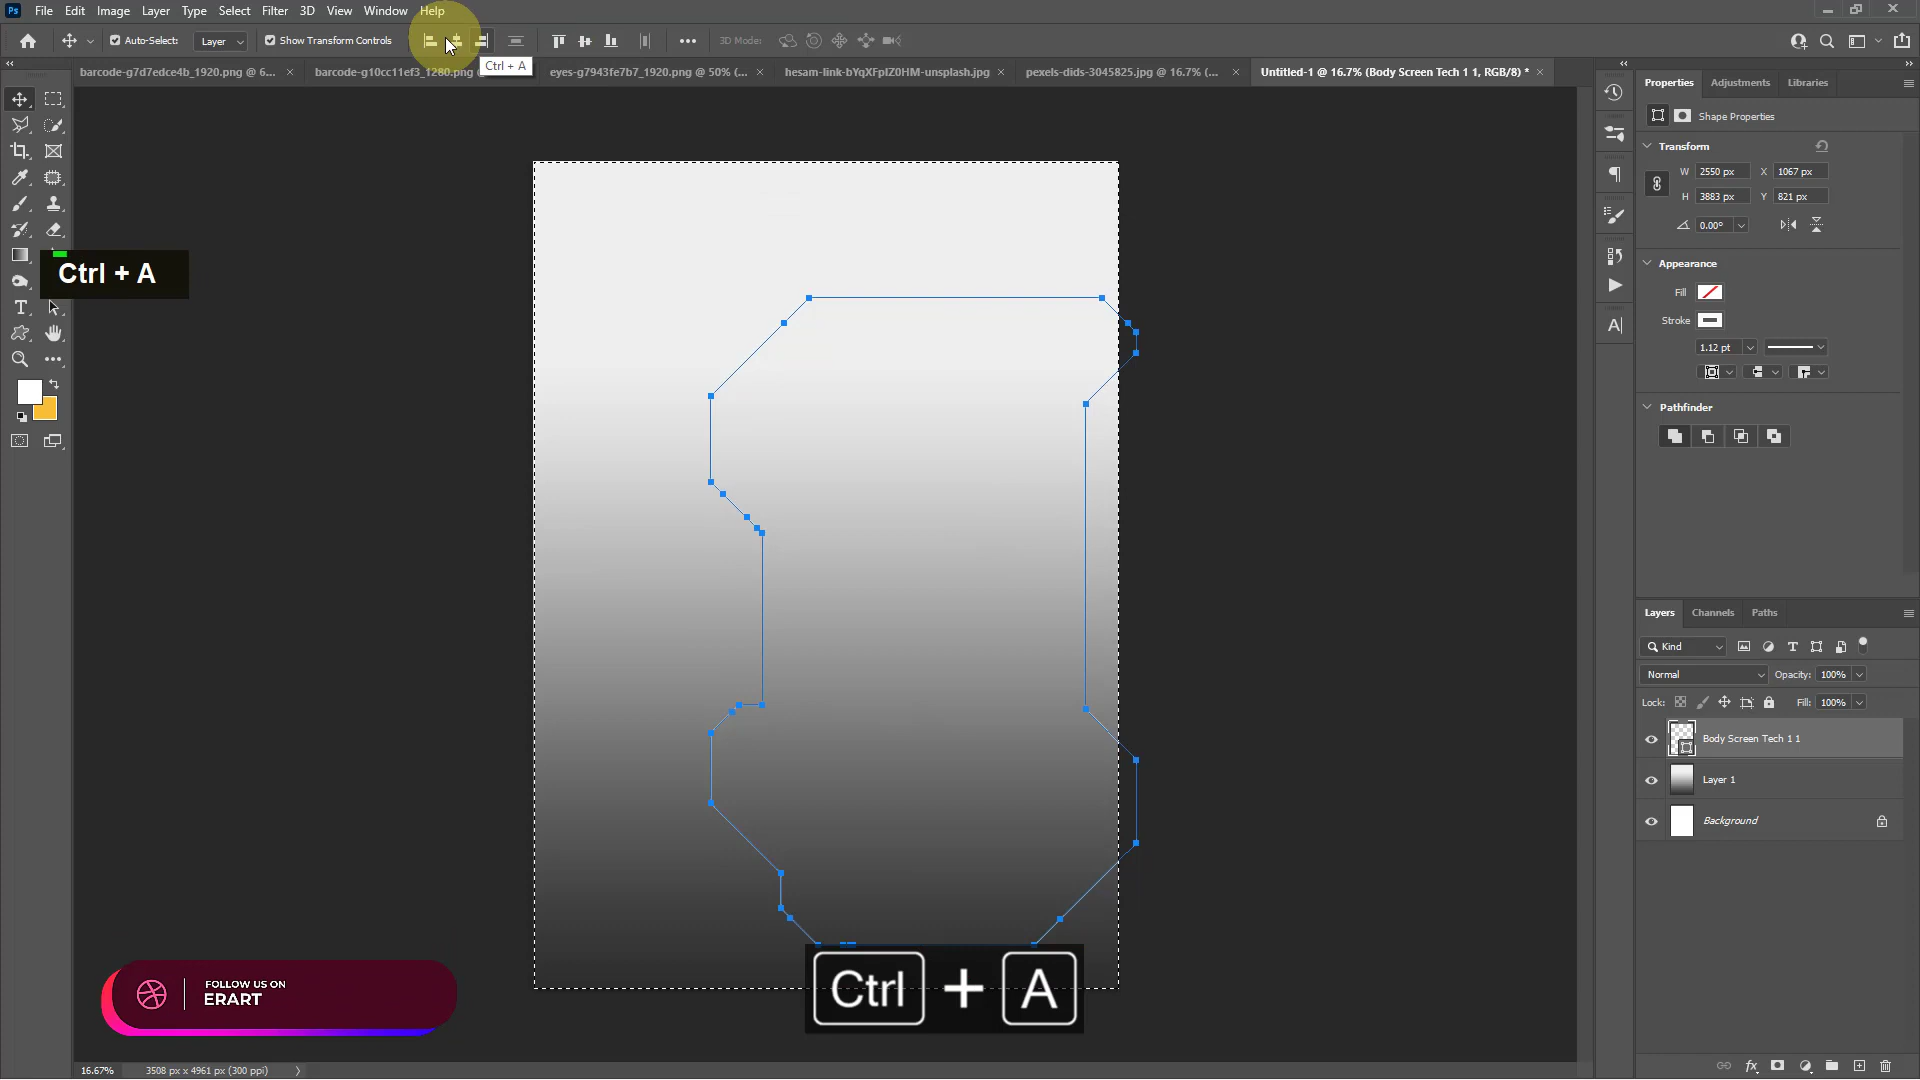 Ps File Edit Image Layer Type Select Filter 3D View Window Help
Auto-Select: Layer Show Transform Controls 3D Mode:
Ctrl + A
barcode-g7d7edce4b_1920.png @ 6... barcode-g10cc11ef3_1280.png @ eyes-g7943fe7b7_1920.png @ 50% (... hesam-link-bYqXFpIZ0HM-unsplash.jpg pexels-dids-3045825.jpg @ 16.7% (... Untitled-1 @ 16.7% (Body Screen Tech 1 1, RGB/8) *
Properties Adjustments Libraries
Shape Properties
Transform
W 2550 px X 1067 px
H 3883 px Y 821 px
0.00°
Appearance
Fill
Stroke
1.12 pt
Pathfinder
Ctrl + A
Layers Channels Paths
Kind
Normal Opacity: 100%
Lock: Fill: 100%
Body Screen Tech 1 1
Layer 1
Background
FOLLOW US ON
ERART
Ctrl + A
16.67% 3508 px x 4961 px (300 ppi)